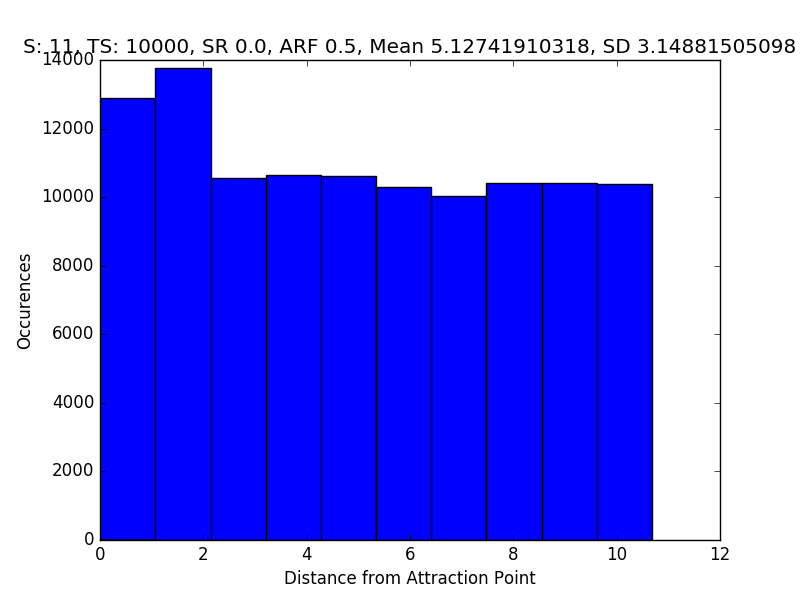 S: 11, TS: 10000, SR 0.0, ARF 0.5, Mean 5.12741910318, SD 3.14881505098
14000
12000
10000
8000
6000
4000
2000
0
Occurences
0 2 4 6 8 10 12
Distance from Attraction Point